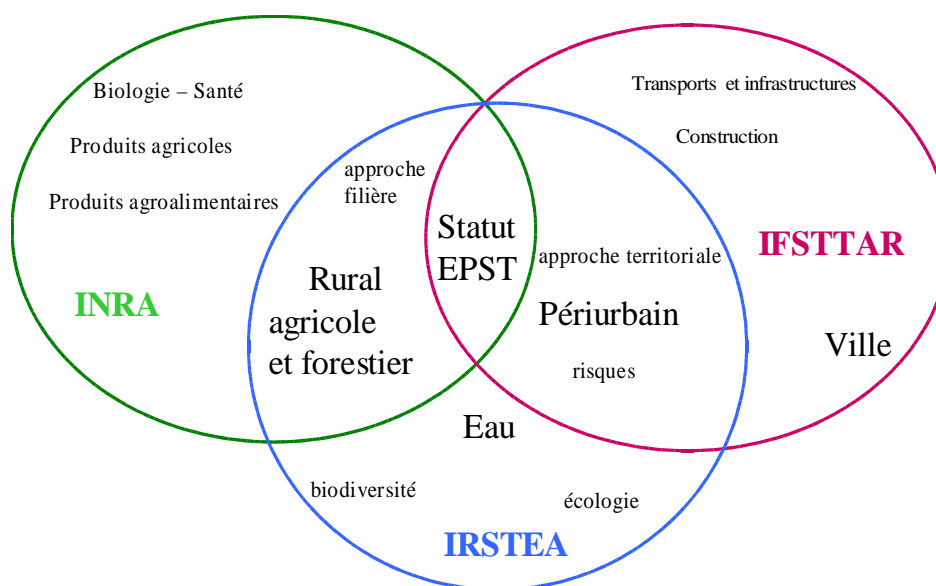 Biologie – Santé
Produits agricoles
Produits agroalimentaires
INRA
approche
filière
Rural
agricole
et forestier
Statut
EPST
Transports et infrastructures
Construction
IFSTTAR
approche territoriale
Périurbain
risques
Ville
Eau
biodiversité
écologie
IRSTEA